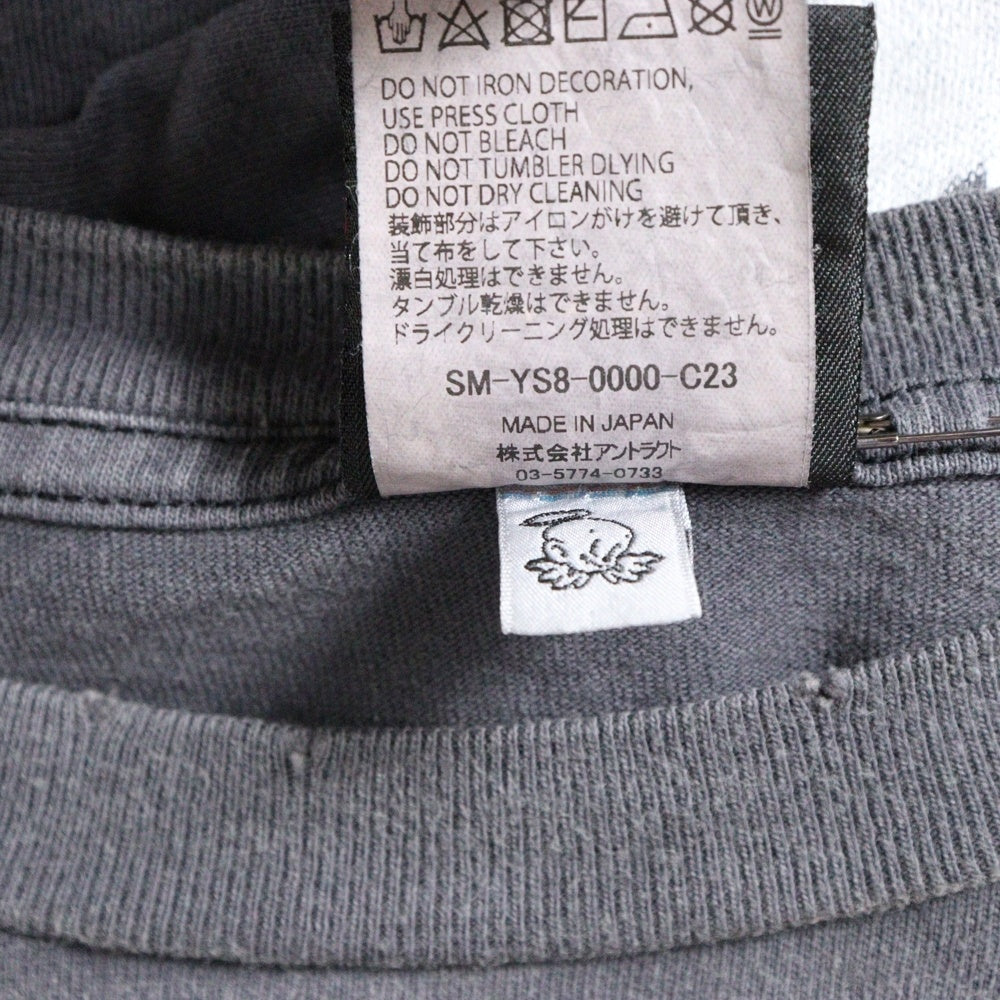 W
DO NOT IRON DECORATION,
USE PRESS CLOTH
DO NOT BLEACH
DO NOT TUMBLER DLYING
DO NOT DRY CLEANING
装飾部分はアイロンがけを避けて頂き、
当て布をして下さい。
漂白処理はできません。
タンブル乾燥はできません。
ドライクリーニング処理はできません。
SM-YS8-0000-C23
MADE IN JAPAN
株式会社アントラクト
03-5774-0733